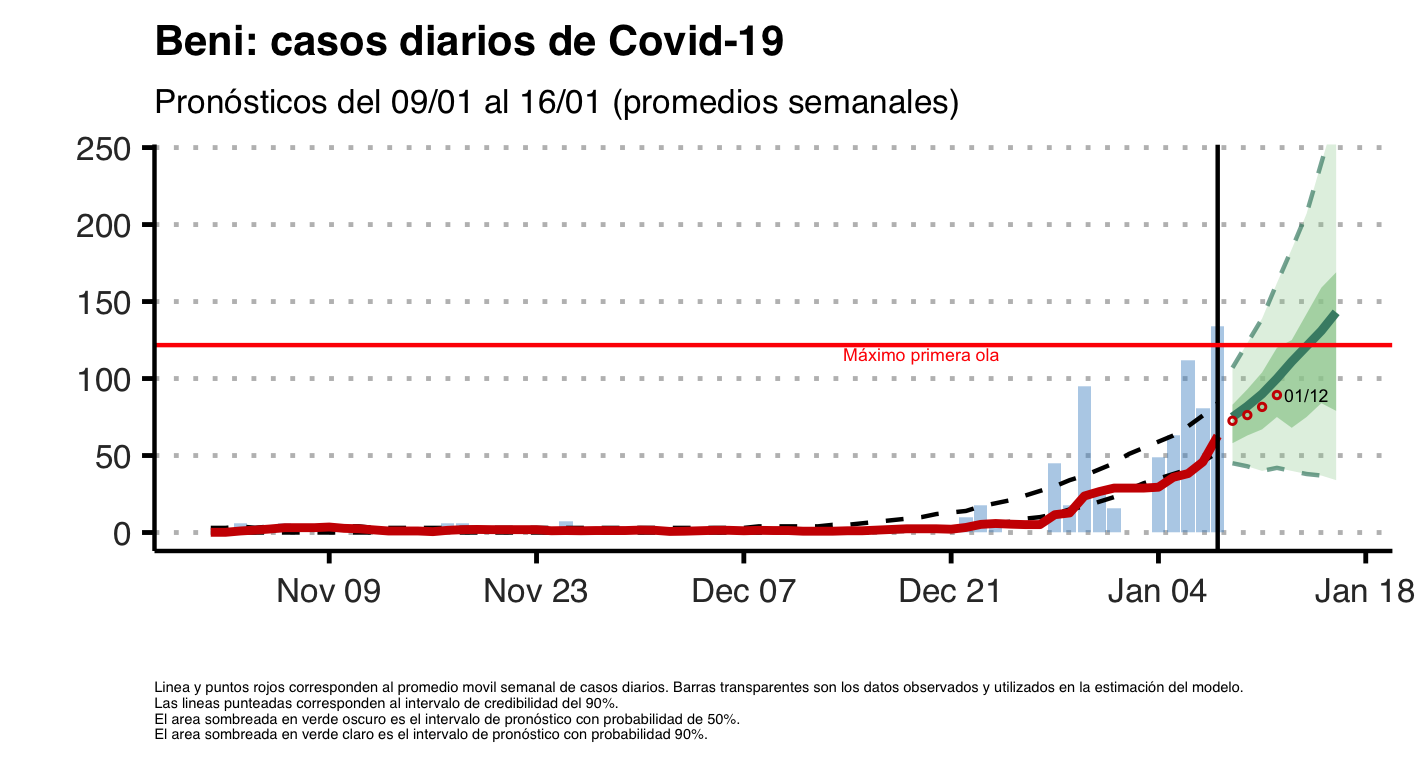 Beni: casos diarios de Covid-19
Pronósticos del 09/01 al 16/01 (promedios semanales)
250
200
150
100
50
0
Máximo primera ola
01/12
Nov 09
Nov 23
Dec 07
Dec 21
Jan 04
Jan 18
Linea y puntos rojos corresponden al promedio movil semanal de casos diarios. Barras transparentes son los datos observados y utilizados en la estimación del modelo.
Las lineas punteadas corresponden al intervalo de credibilidad del 90%.
El area sombreada en verde oscuro es el intervalo de pronóstico con probabilidad de 50%.
El area sombreada en verde claro es el intervalo de pronóstico con probabilidad 90%.